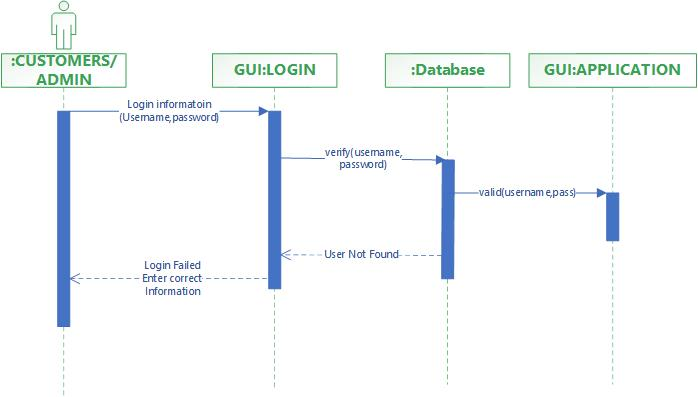 :CUSTOMERS/
ADMIN
GUI:LOGIN
:Database
GUI:APPLICATION
Login informatoin
(Username,password)
verify(username,
password)
valid(username,pass)
User Not Found
Login Failed
Enter correct
Information